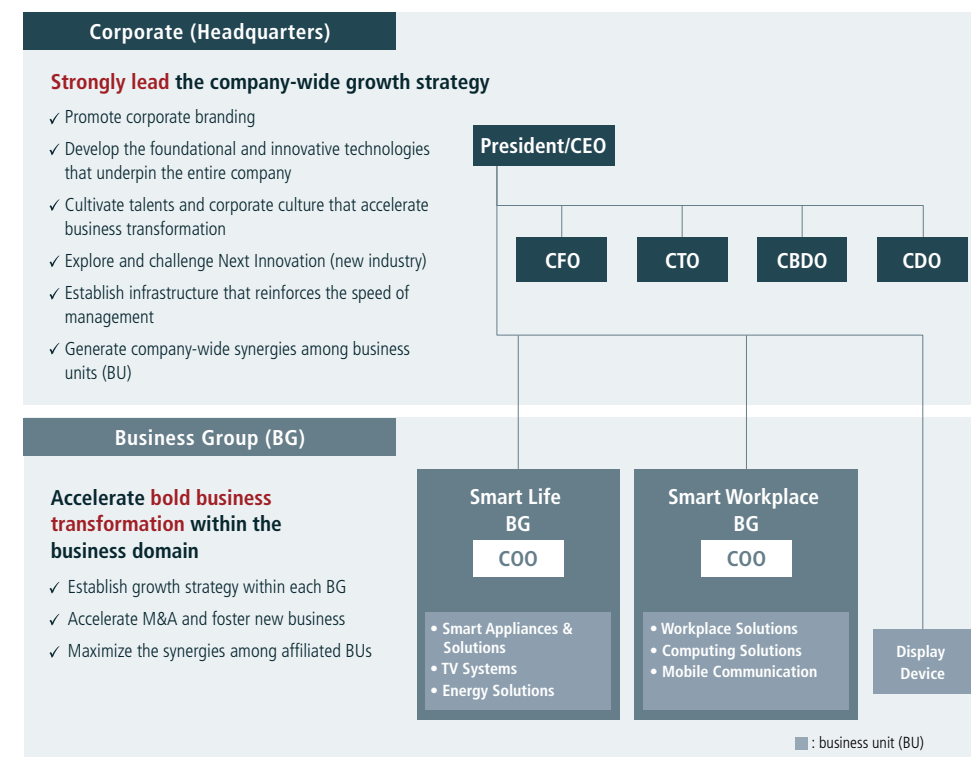 Corporate (Headquarters)
Strongly lead the company-wide growth strategy
✓ Promote corporate branding
✓ Develop the foundational and innovative technologies
that underpin the entire company
✓ Cultivate talents and corporate culture that accelerate
business transformation
✓ Explore and challenge Next Innovation (new industry)
✓ Establish infrastructure that reinforces the speed of
management
✓ Generate company-wide synergies among business
units (BU)
President/CEO
CFO
CTO
CBDO
CDO
Business Group (BG)
Accelerate bold business
transformation within the
business domain
✓ Establish growth strategy within each BG
✓ Accelerate M&A and foster new business
✓ Maximize the synergies among affiliated BUs
Smart Life
BG
COO
• Smart Appliances &
Solutions
• TV Systems
• Energy Solutions
Smart Workplace
BG
COO
• Workplace Solutions
• Computing Solutions
• Mobile Communication
Display
Device
: business unit (BU)